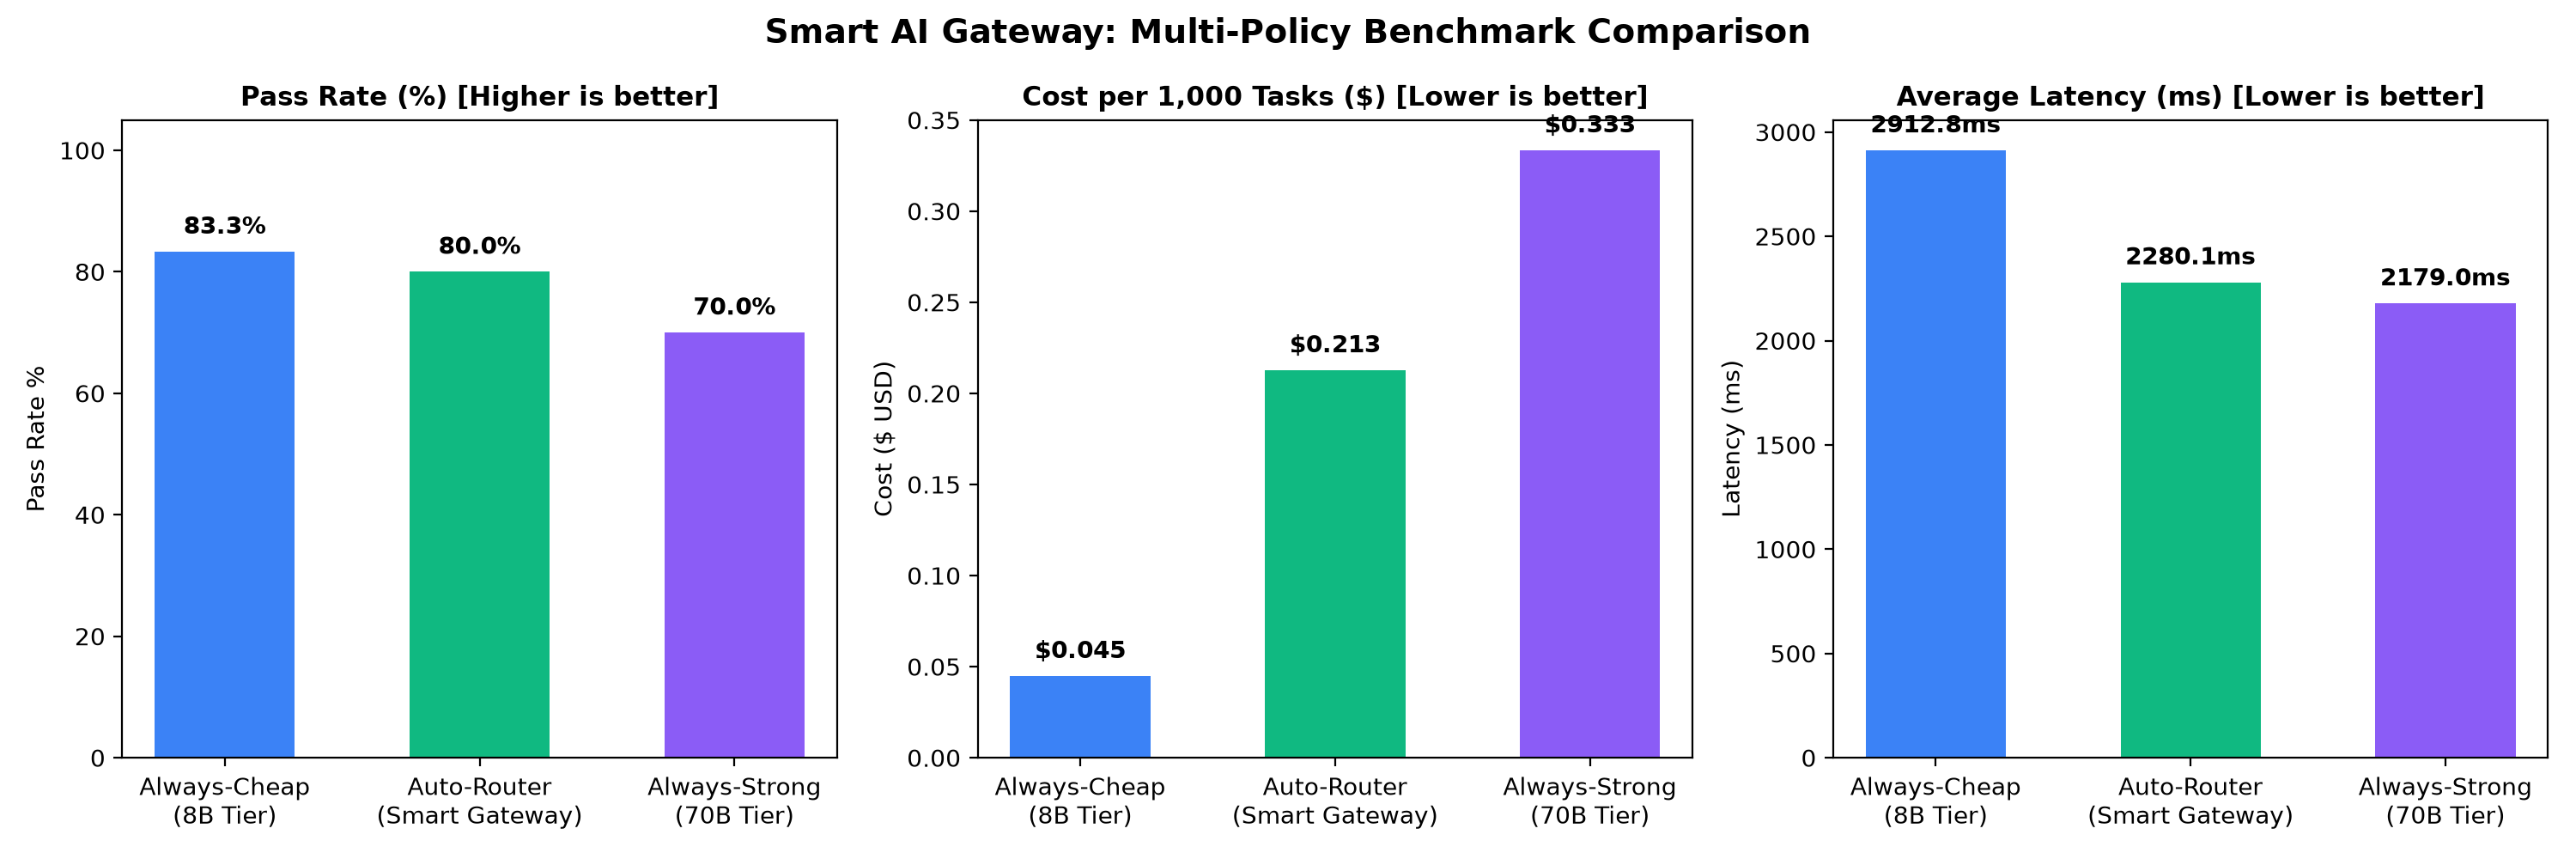 Smart AI Gateway: Multi-Policy Benchmark Comparison
Pass Rate (%) [Higher is better]
Pass Rate %
100
80
60
40
20
0
83.3%
80.0%
70.0%
Always-Cheap
(8B Tier)
Auto-Router
(Smart Gateway)
Always-Strong
(70B Tier)
Cost per 1,000 Tasks ($) [Lower is better]
Cost ($ USD)
0.35
0.30
0.25
0.20
0.15
0.10
0.05
0.00
$0.045
$0.213
$0.333
Always-Cheap
(8B Tier)
Auto-Router
(Smart Gateway)
Always-Strong
(70B Tier)
Average Latency (ms) [Lower is better]
Latency (ms)
3000
2500
2000
1500
1000
500
0
2912.8ms
2280.1ms
2179.0ms
Always-Cheap
(8B Tier)
Auto-Router
(Smart Gateway)
Always-Strong
(70B Tier)